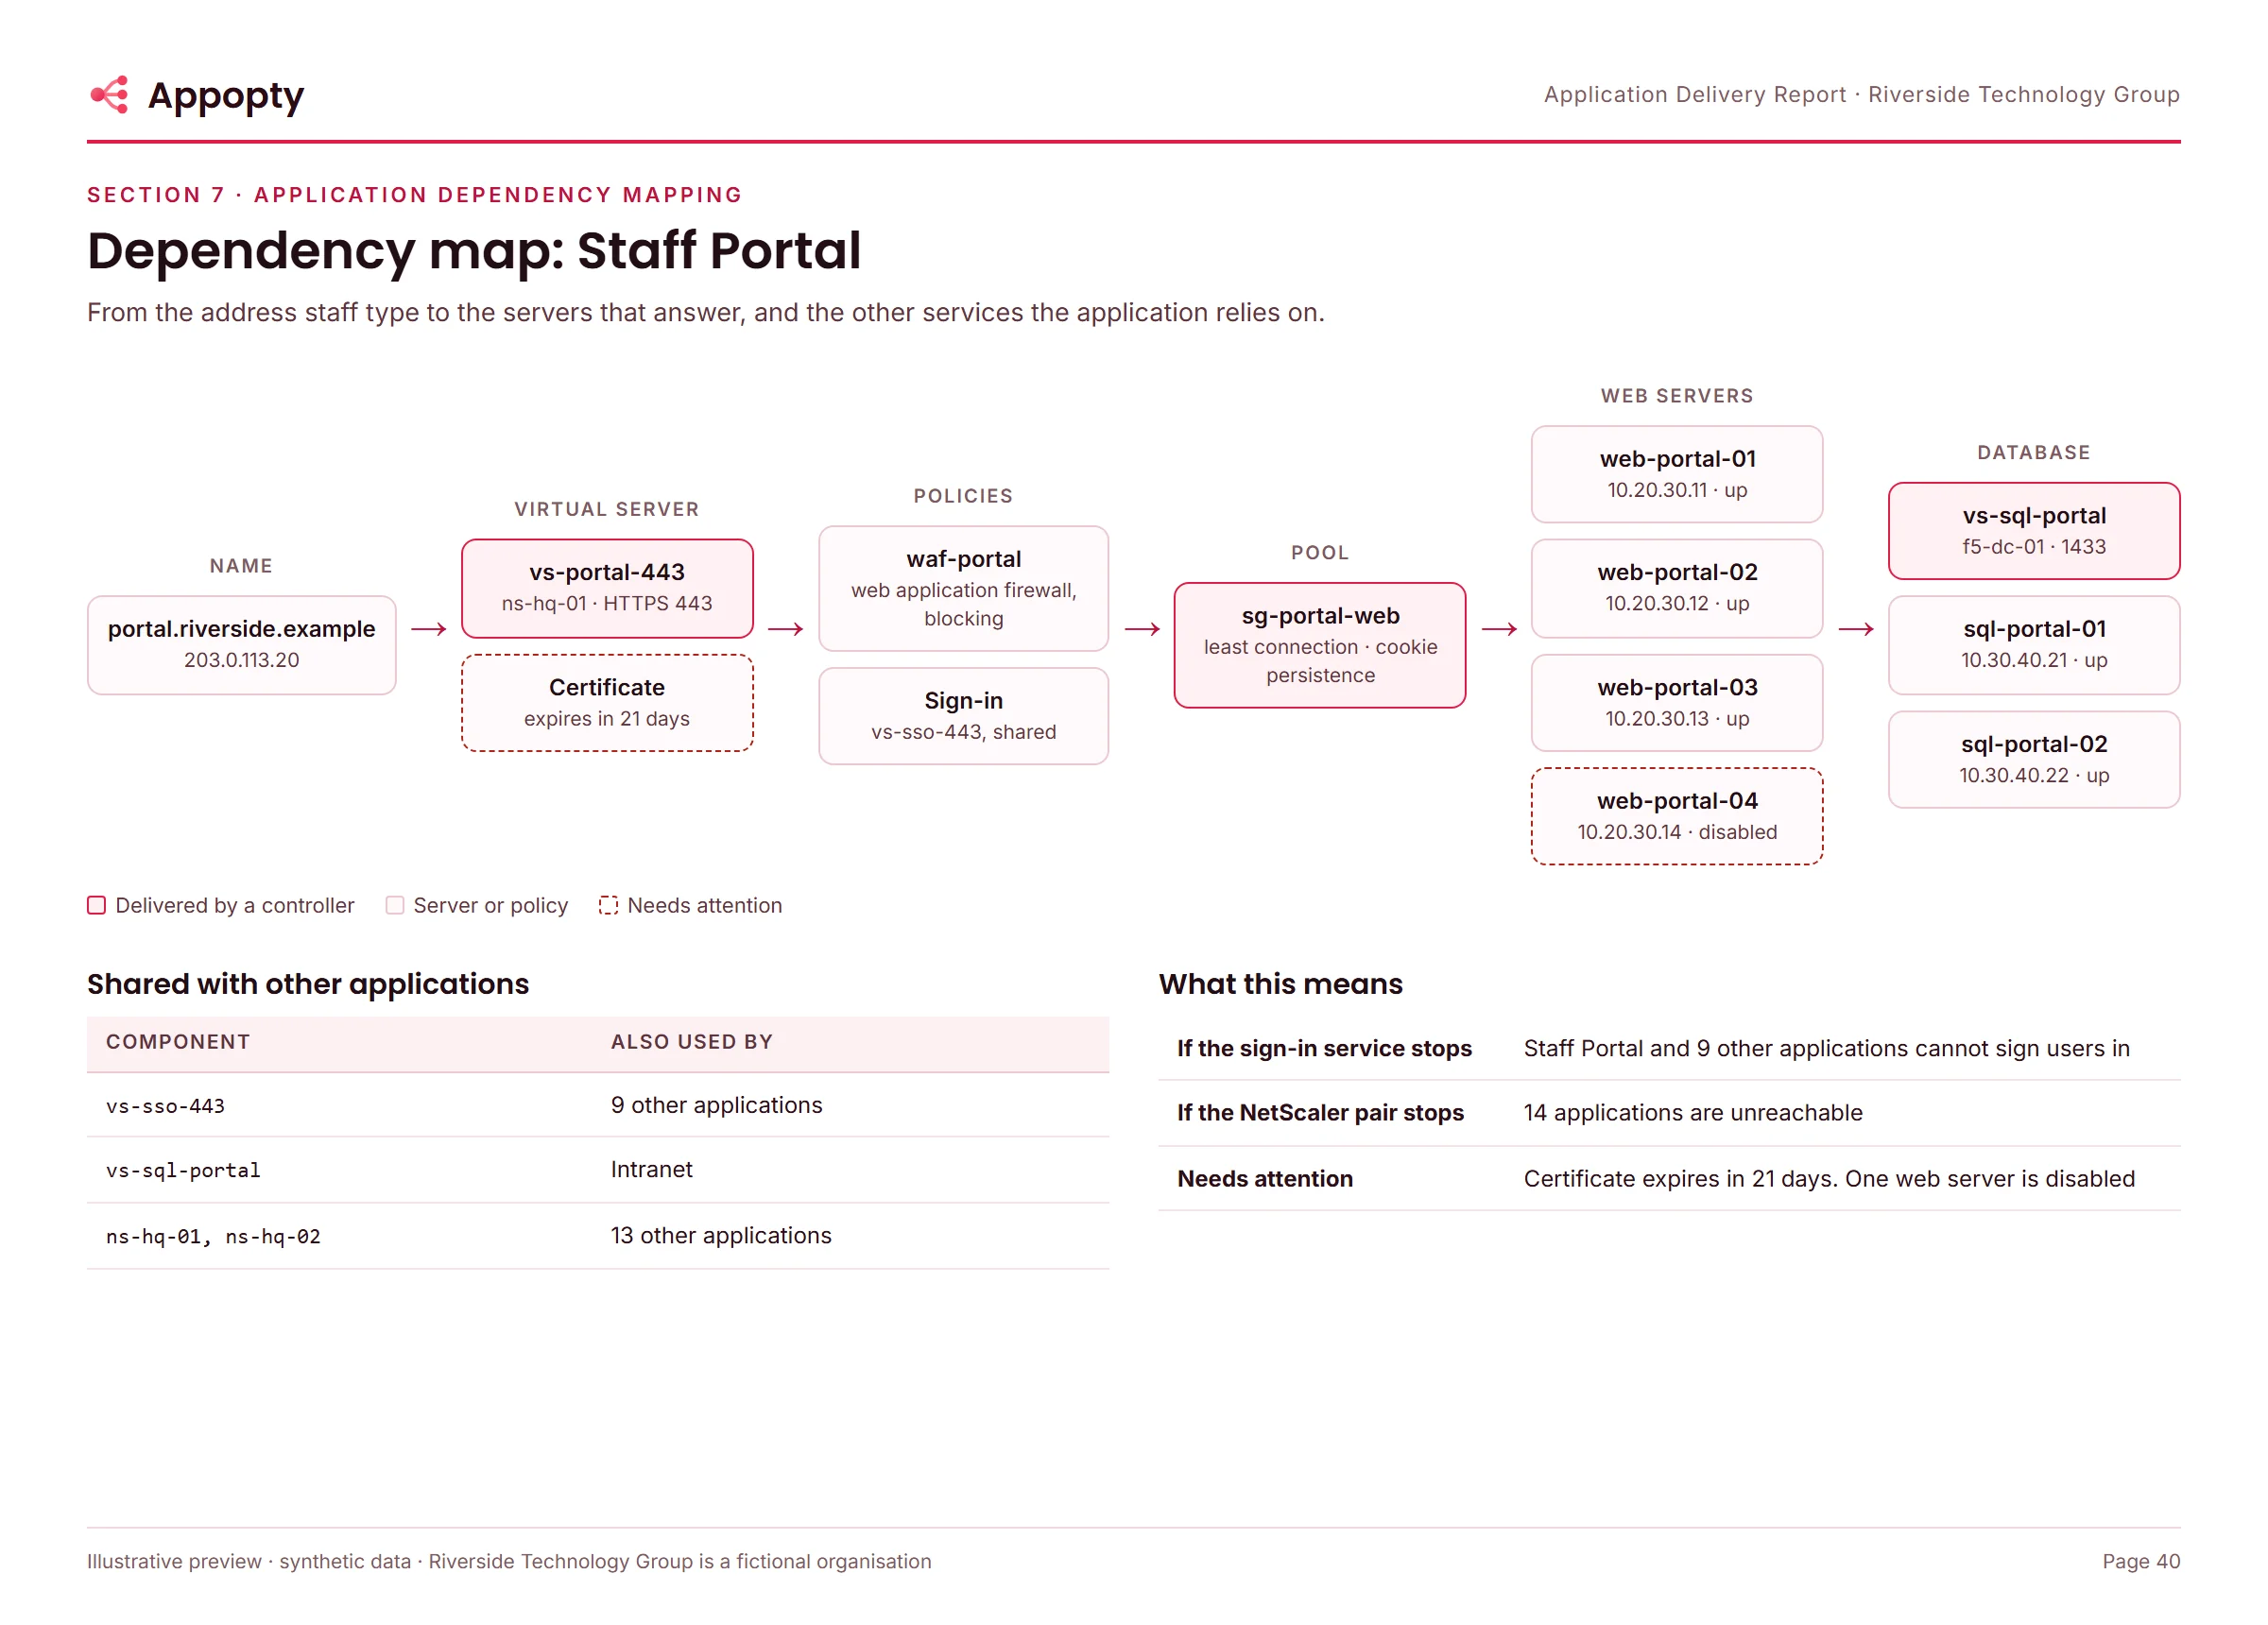 Appopty
Application Delivery Report · Riverside Technology Group
SECTION 7 · APPLICATION DEPENDENCY MAPPING
Dependency map: Staff Portal
From the address staff type to the servers that answer, and the other services the application relies on.
NAME
portal.riverside.example
203.0.113.20
→
VIRTUAL SERVER
vs-portal-443
ns-hq-01 · HTTPS 443
Certificate
expires in 21 days
→
POLICIES
waf-portal
web application firewall,
blocking
Sign-in
vs-sso-443, shared
→
POOL
sg-portal-web
least connection · cookie
persistence
→
WEB SERVERS
web-portal-01
10.20.30.11 · up
web-portal-02
10.20.30.12 · up
web-portal-03
10.20.30.13 · up
web-portal-04
10.20.30.14 · disabled
→
DATABASE
vs-sql-portal
f5-dc-01 · 1433
sql-portal-01
10.30.40.21 · up
sql-portal-02
10.30.40.22 · up
Delivered by a controller
Server or policy
Needs attention
Shared with other applications
COMPONENT ALSO USED BY
vs-sso-443 9 other applications
vs-sql-portal Intranet
ns-hq-01, ns-hq-02 13 other applications
What this means
If the sign-in service stops Staff Portal and 9 other applications cannot sign users in
If the NetScaler pair stops 14 applications are unreachable
Needs attention Certificate expires in 21 days. One web server is disabled
Illustrative preview · synthetic data · Riverside Technology Group is a fictional organisation
Page 40